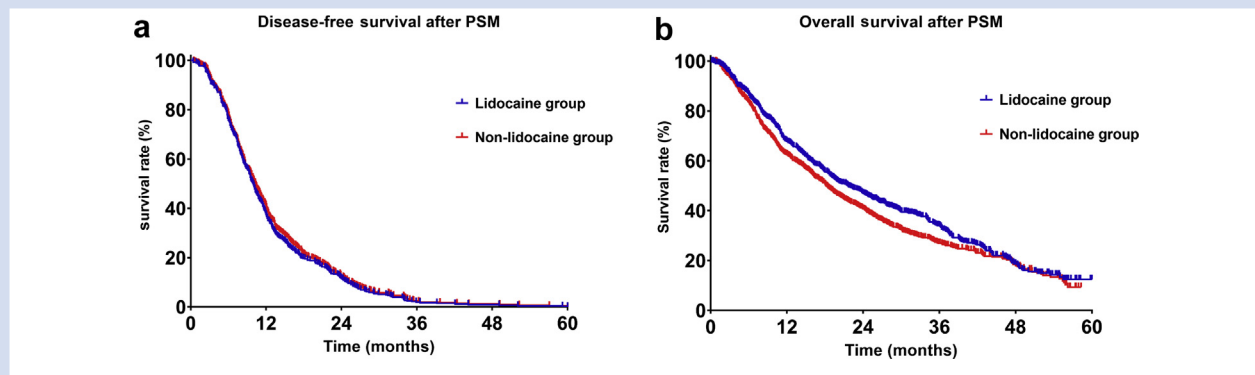 a
Disease-free survival after PSM
survival rate (%)
100
80
60
40
20
0
Lidocaine group
Non-lidocaine group
0 12 24 36 48 60
Time (months)
b
Overall survival after PSM
Survival rate (%)
100
80
60
40
20
0
Lidocaine group
Non-lidocaine group
0 12 24 36 48 60
Time (months)